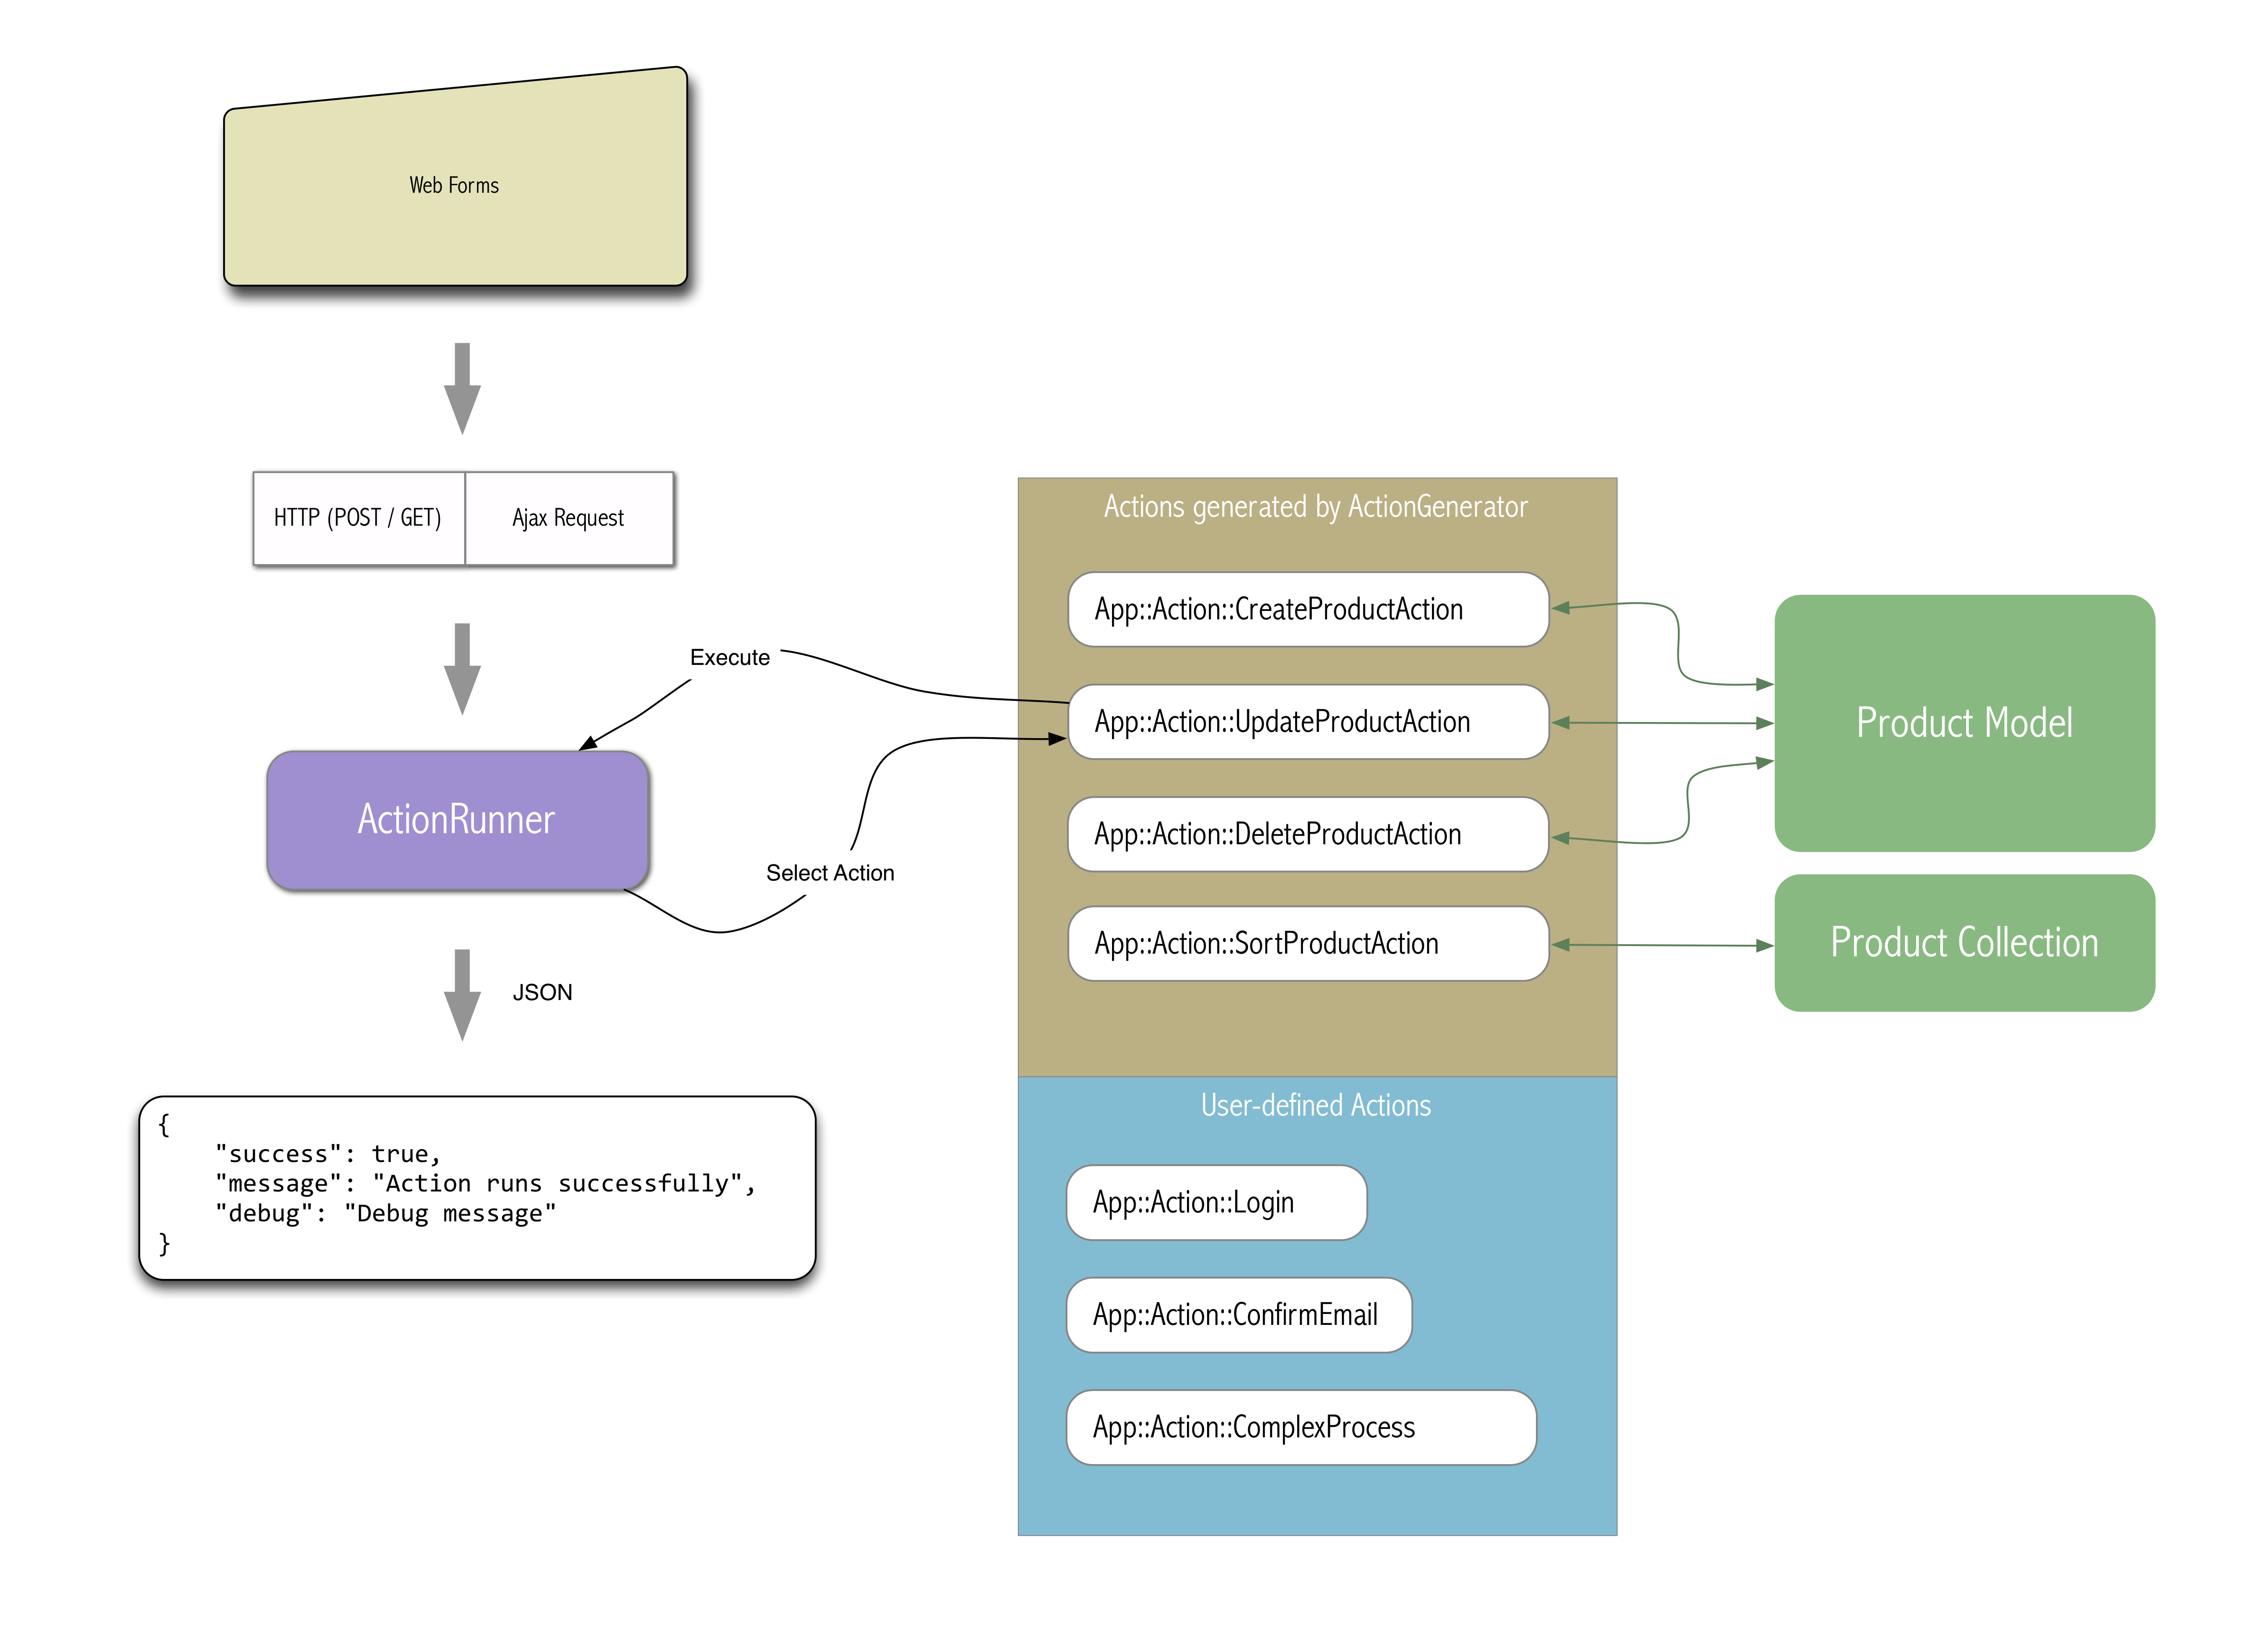 Web Forms
HTTP (POST / GET)
Ajax Request
Execute
ActionRunner
Select Action
JSON
{
    "success": true,
    "message": "Action runs successfully",
    "debug": "Debug message"
}
Actions generated by ActionGenerator
App::Action::CreateProductAction
App::Action::UpdateProductAction
App::Action::DeleteProductAction
App::Action::SortProductAction
User-defined Actions
App::Action::Login
App::Action::ConfirmEmail
App::Action::ComplexProcess
Product Model
Product Collection